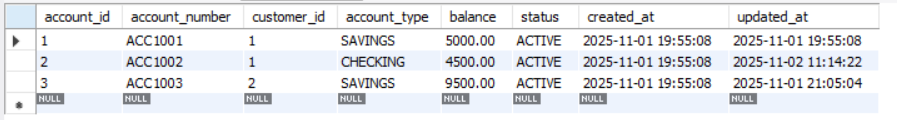 account_id account_number customer_id account_type balance status created_at updated_at
1 ACC1001 1 SAVINGS 5000.00 ACTIVE 2025-11-01 19:55:08 2025-11-01 19:55:08
2 ACC1002 1 CHECKING 4500.00 ACTIVE 2025-11-01 19:55:08 2025-11-02 11:14:22
3 ACC1003 2 SAVINGS 9500.00 ACTIVE 2025-11-01 19:55:08 2025-11-01 21:05:04
NULL NULL NULL NULL NULL NULL NULL NULL